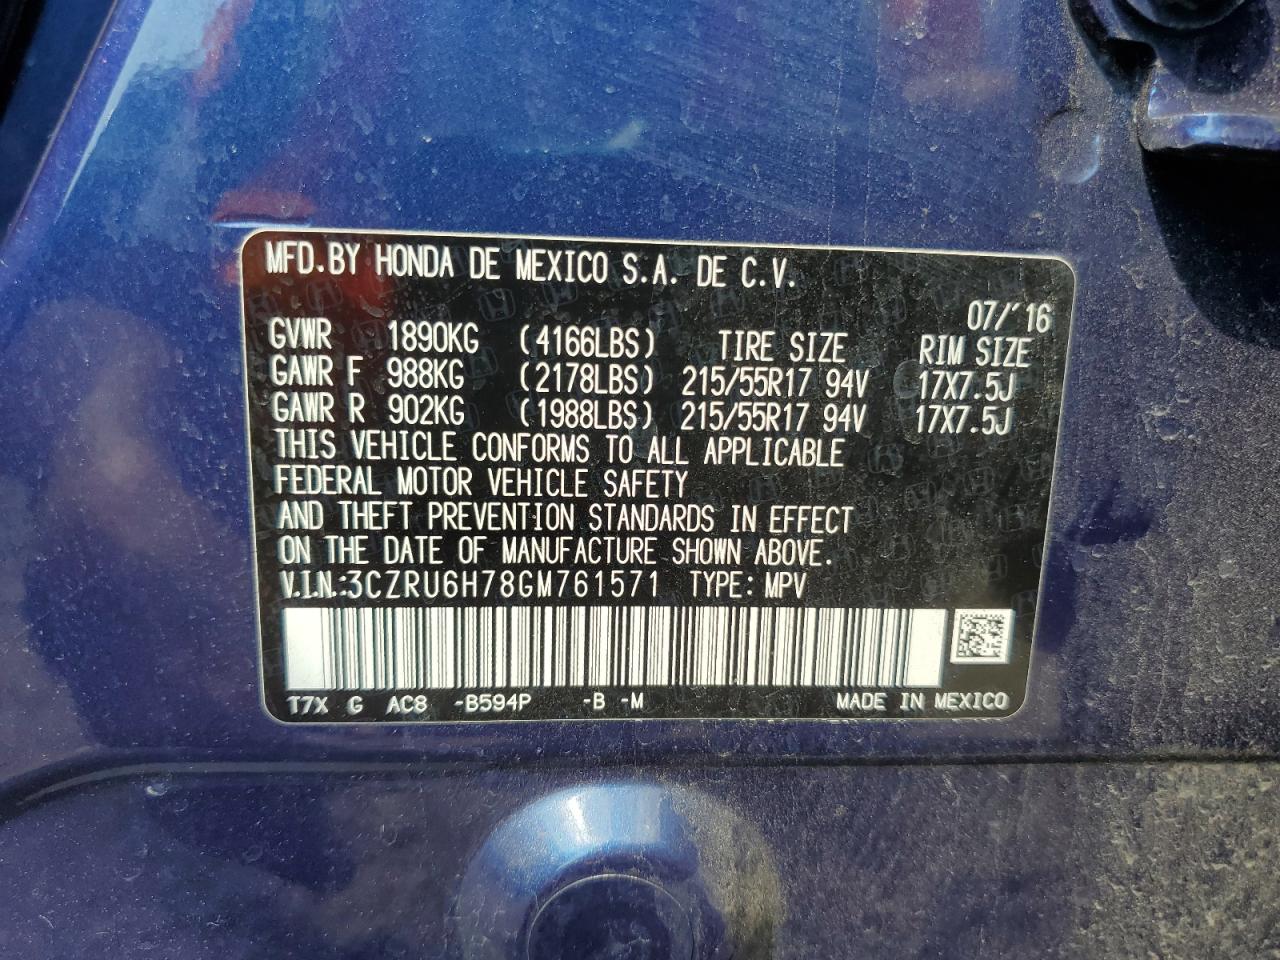 MFD.BY HONDA DE MEXICO S.A. DE C.V.
07/'16
GVWR 1890KG (4166LBS) TIRE SIZE RIM SIZE
GAWR F 988KG (2178LBS) 215/55R17 94V 17X7.5J
GAWR R 902KG (1988LBS) 215/55R17 94V 17X7.5J
THIS VEHICLE CONFORMS TO ALL APPLICABLE
FEDERAL MOTOR VEHICLE SAFETY
AND THEFT PREVENTION STANDARDS IN EFFECT
ON THE DATE OF MANUFACTURE SHOWN ABOVE.
V.I.N.:3CZRU6H78GM761571 TYPE: MPV
T7X G AC8 -B594P -B -M MADE IN MEXICO